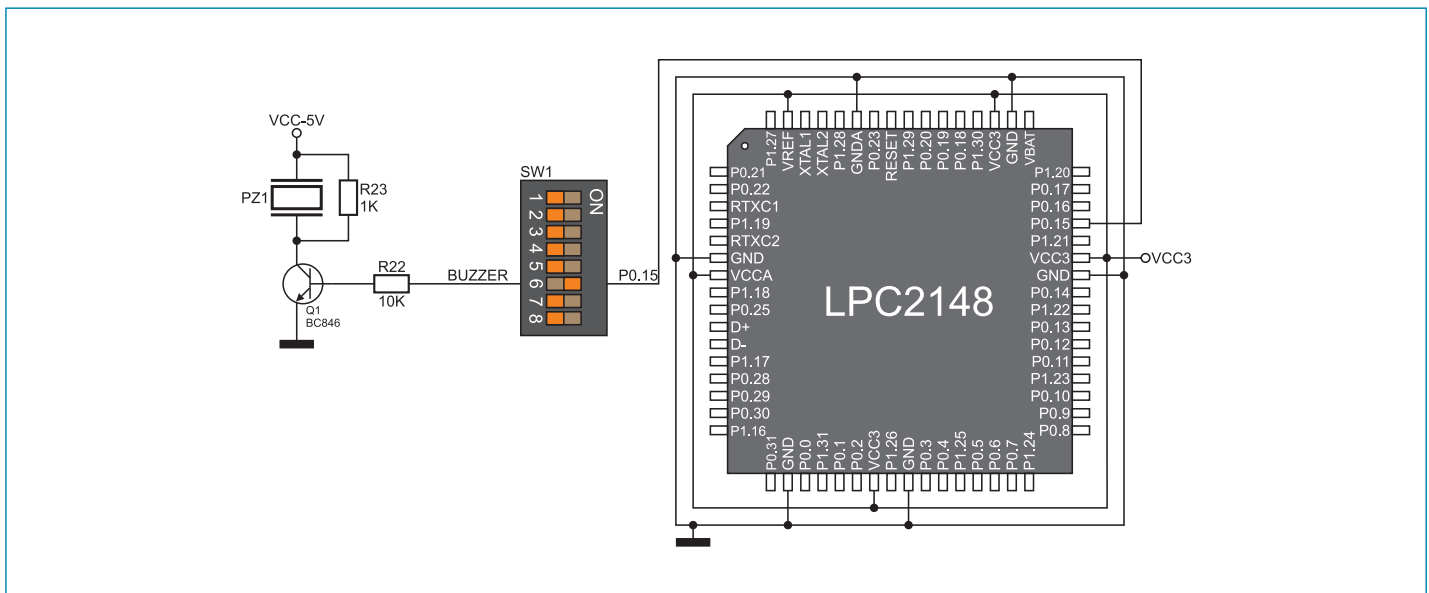 VCC-5V
PZ1
R23
1K
Q1
BC846
R22
10K
BUZZER
SW1
1
2
3
4
5
6
7
8
ON
P0.15
P1.27
VREF
XTAL1
XTAL2
P1.28
GNDA
P0.23
RESET
P1.29
P0.20
P0.19
P0.18
P1.30
VCC3
GND
VBAT
P0.21
P0.22
RTXC1
P1.19
RTXC2
GND
VCCA
P1.18
P0.25
D+
D-
P1.17
P0.28
P0.29
P0.30
P1.16
LPC2148
P1.20
P0.17
P0.16
P0.15
P1.21
VCC3
GND
P0.14
P1.22
P0.13
P0.12
P0.11
P1.23
P0.10
P0.9
P0.8
VCC3
P0.31
GND
P0.0
P1.31
P0.1
P0.2
VCC3
P1.26
GND
P0.3
P0.4
P1.25
P0.5
P0.6
P0.7
P1.24